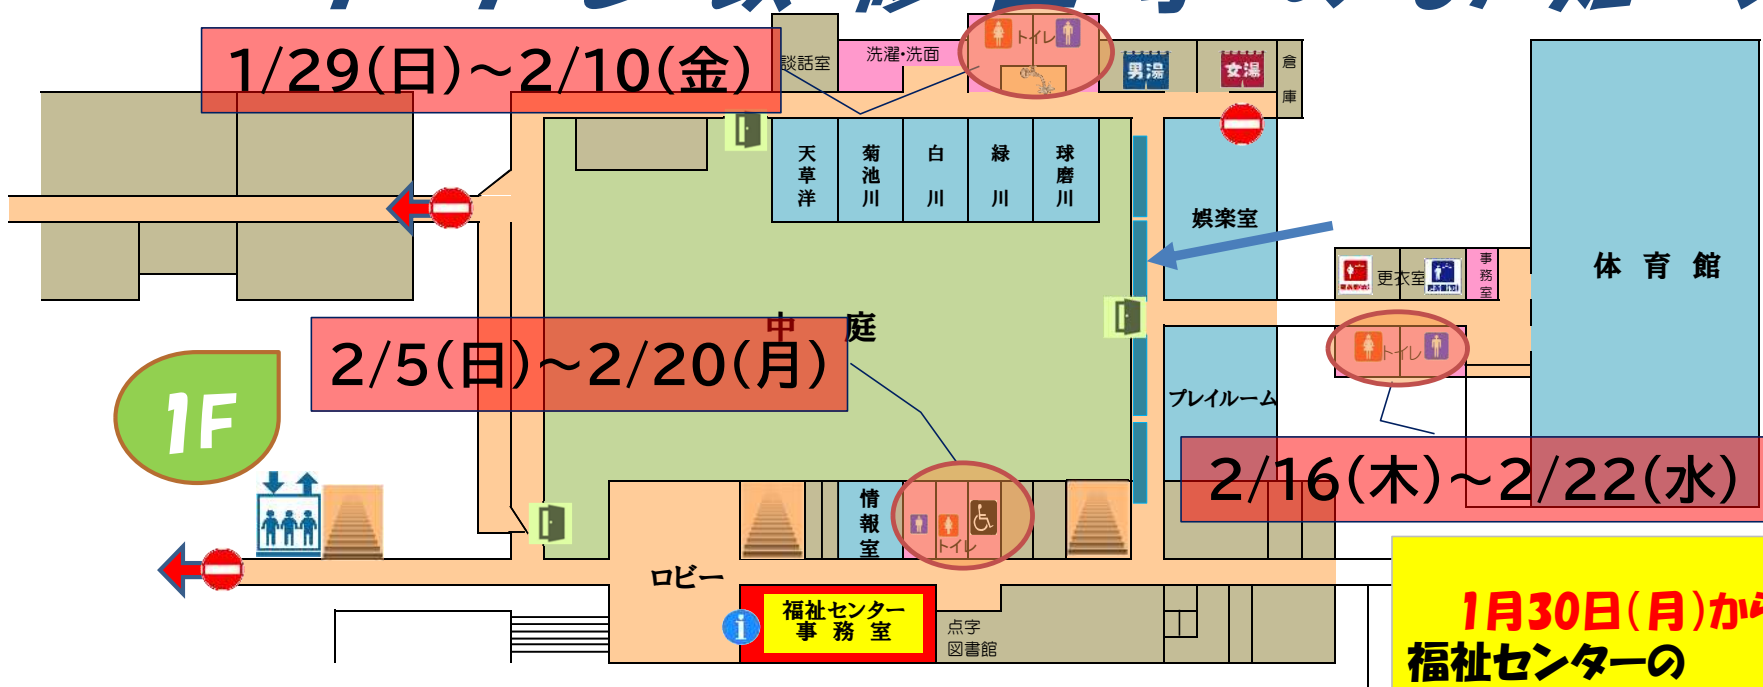 1/29(日)~2/10(金)
談話室
洗濯・洗面
トイレ
男湯
女湯
倉庫
天草洋
菊池川
白川
緑川
球磨川
娯楽室
体育館
更衣室
事務室
中庭
トイレ
2/5(日)~2/20(月)
プレイルーム
1F
2/16(木)~2/22(水)
情報室
トイレ
ロビー
福祉センター
事務室
点字
図書館
1月30日(月)から
福祉センターの